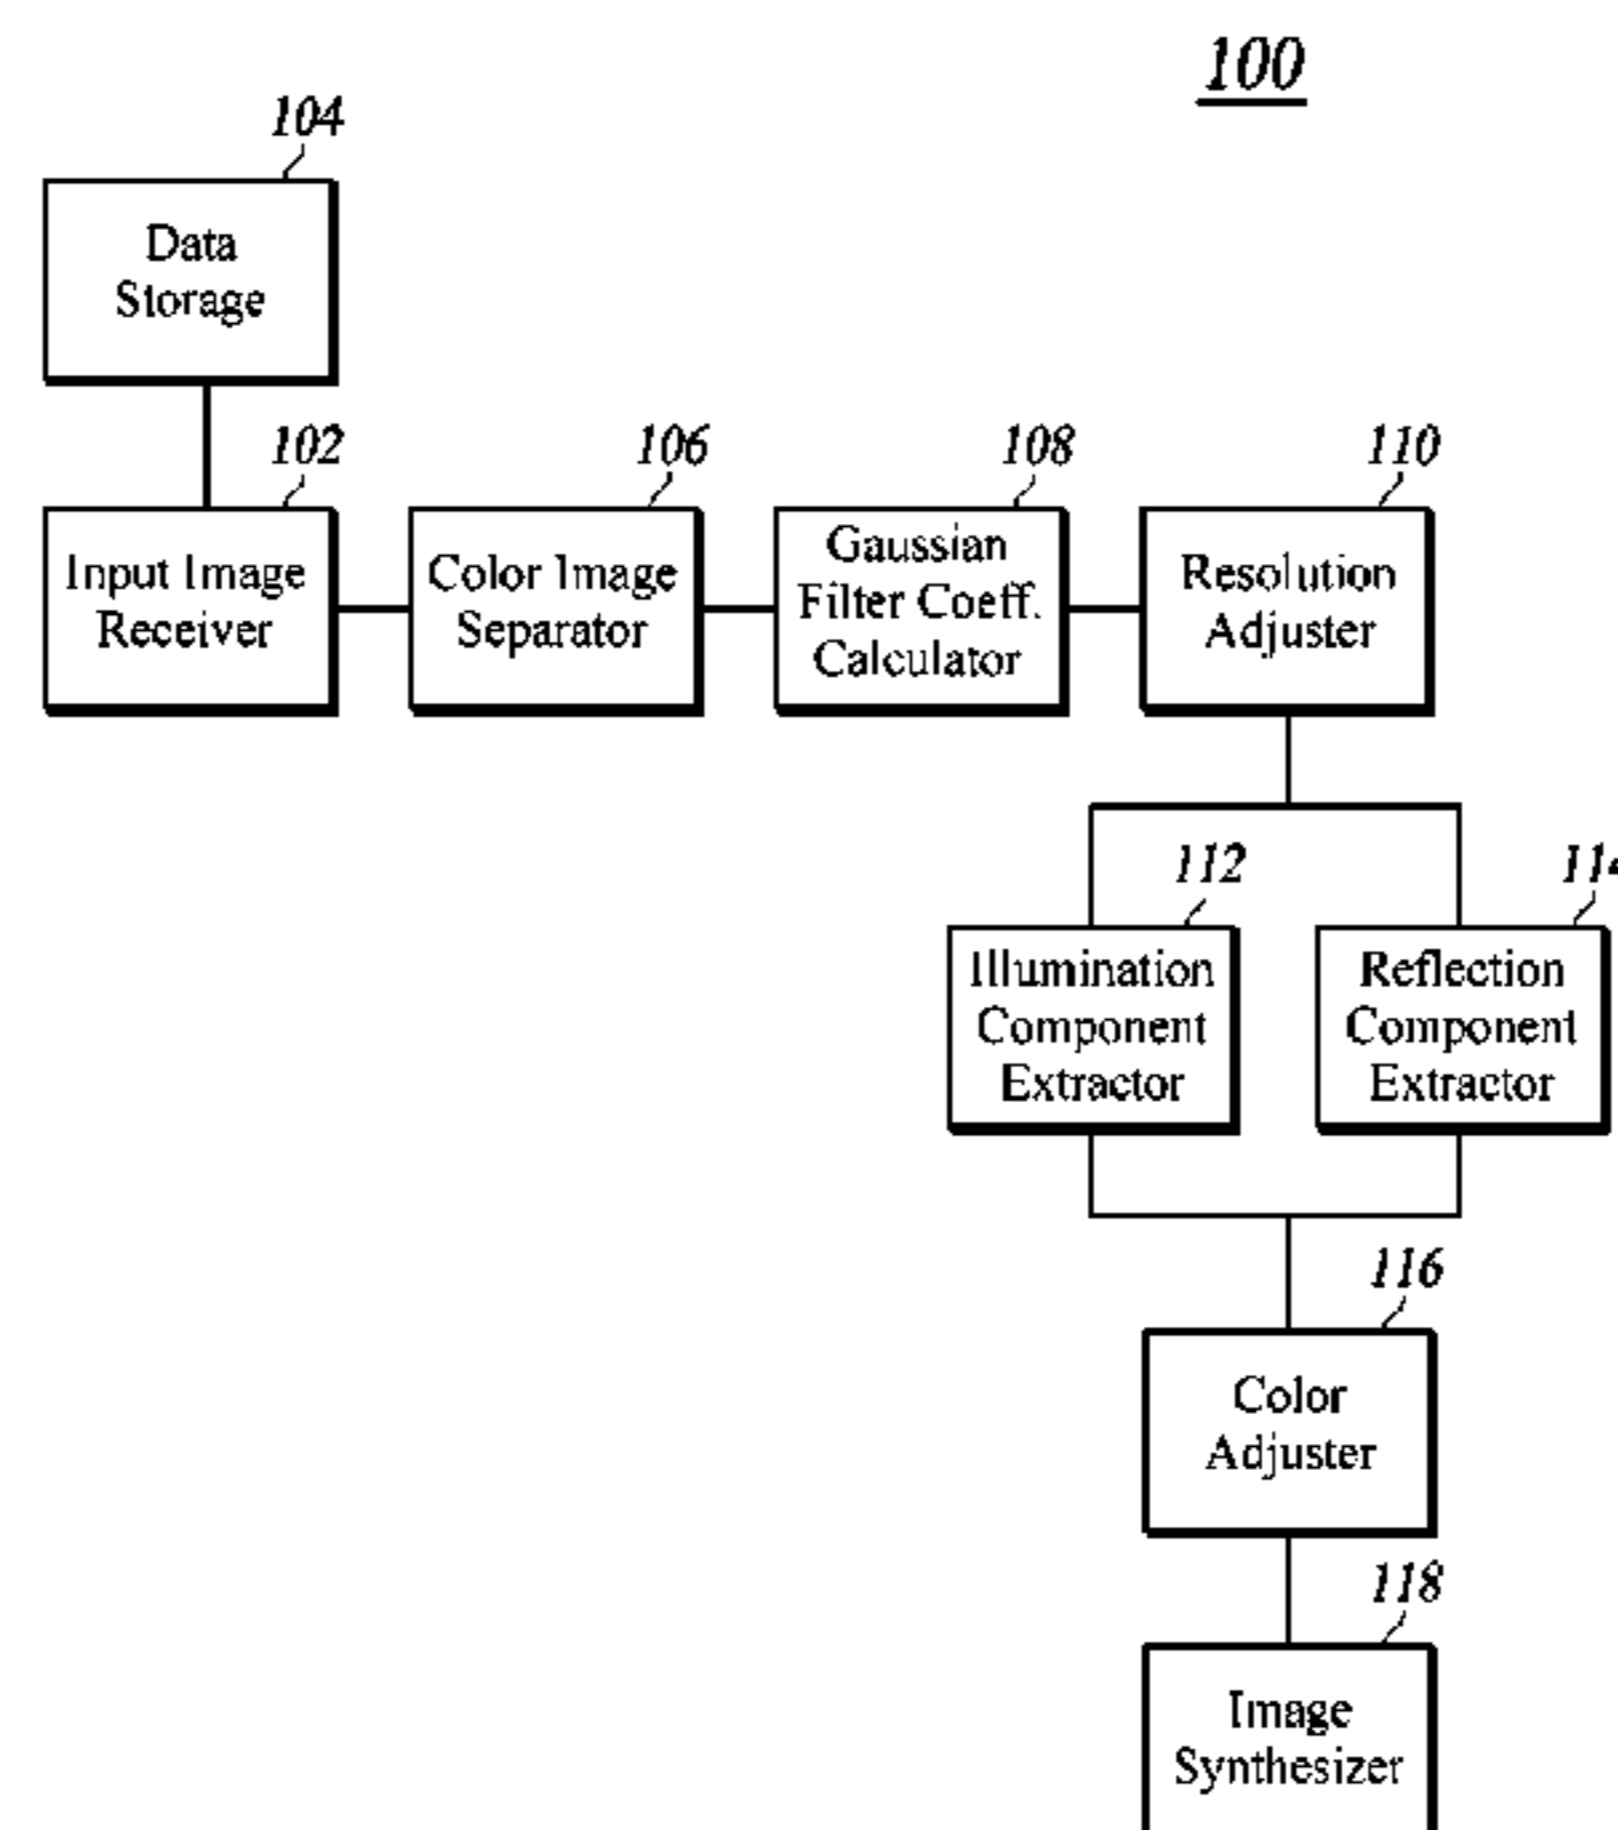 100
104
Data
Storage
102
106
108
110
Input Image
Receiver
Color Image
Separator
Gaussian
Filter Coeff.
Calculator
Resolution
Adjuster
112
114
Illumination
Component
Extractor
Reflection
Component
Extractor
116
Color
Adjuster
118
Image
Synthesizer